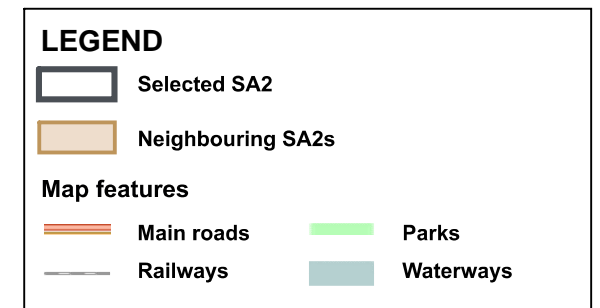 LEGEND
Selected SA2
Neighbouring SA2s
Map features
Main roads Parks
Railways Waterways